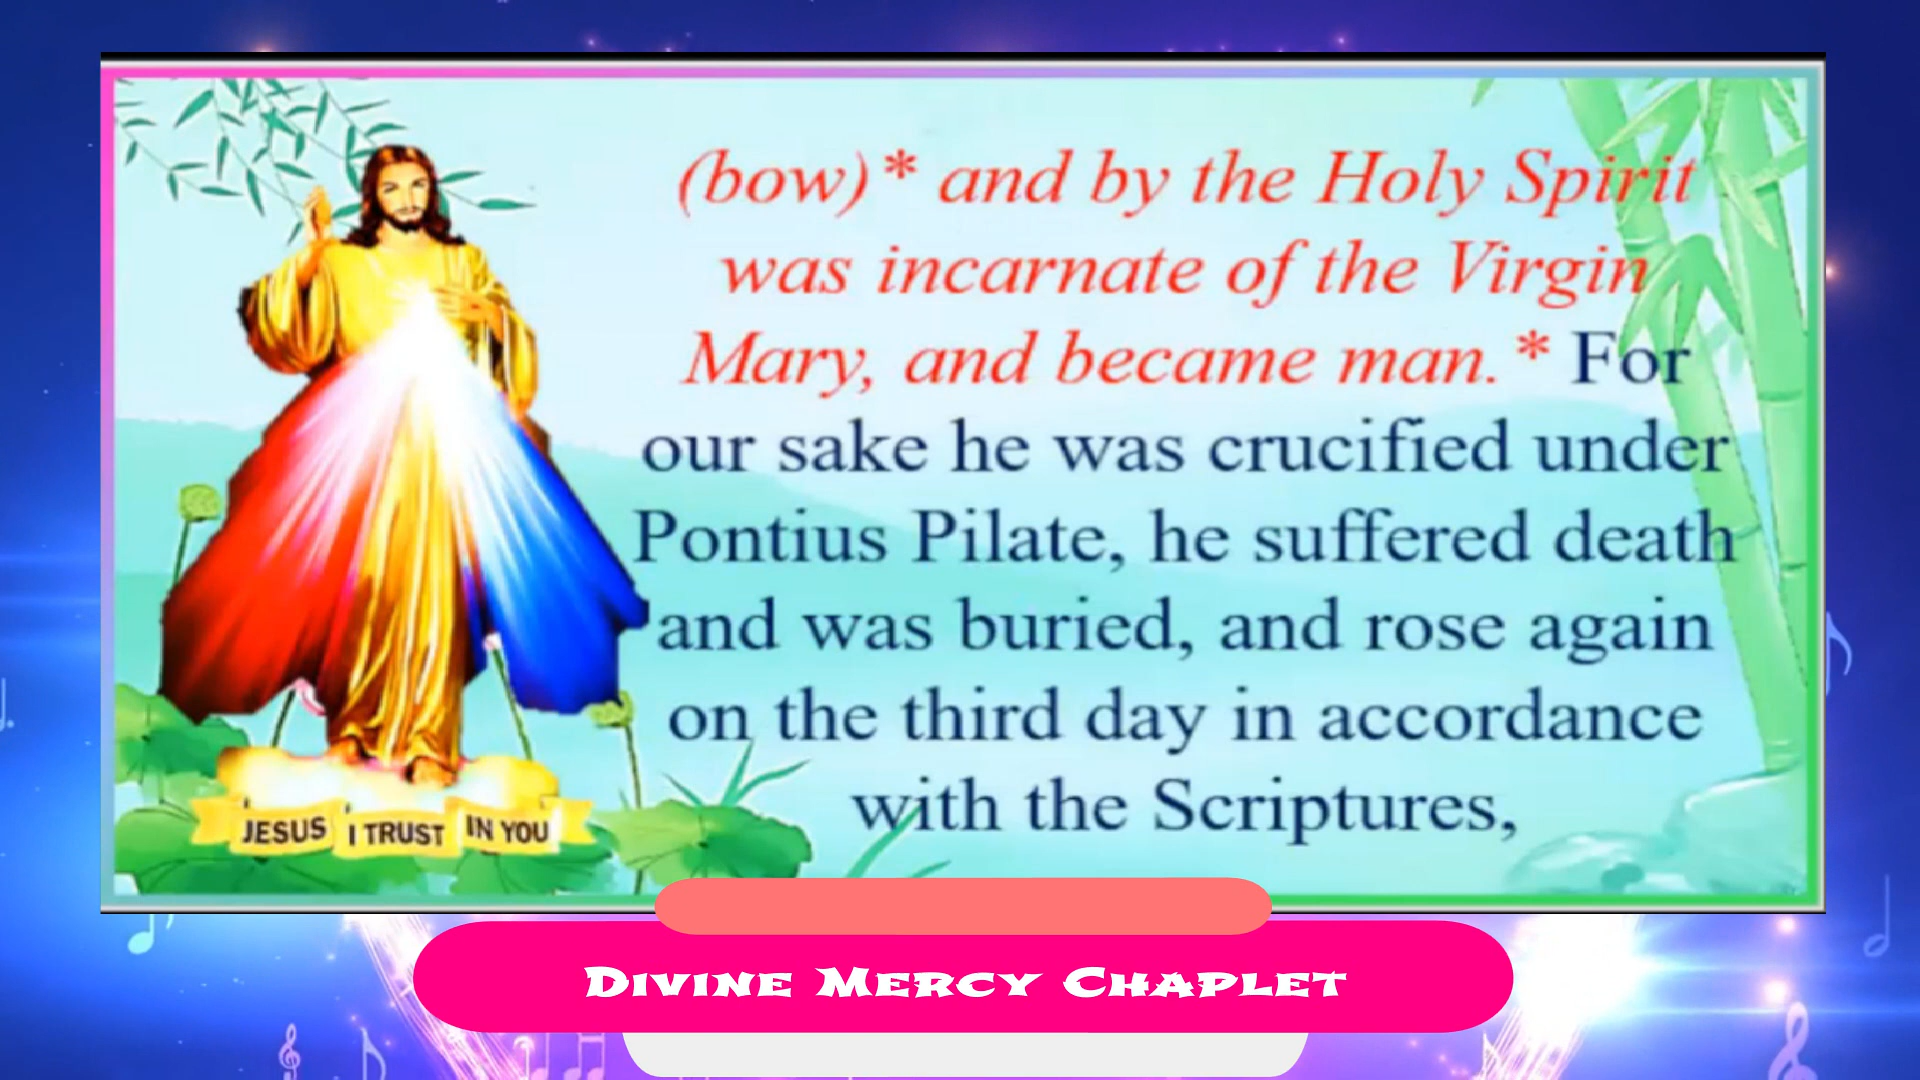 (bow)* and by the Holy Spirit
was incarnate of the Virgin
Mary, and became man. * For
our sake he was crucified under
Pontius Pilate, he suffered death
and was buried, and rose again
on the third day in accordance
with the Scriptures,
JESUS I TRUST IN YOU
Divine Mercy Chaplet